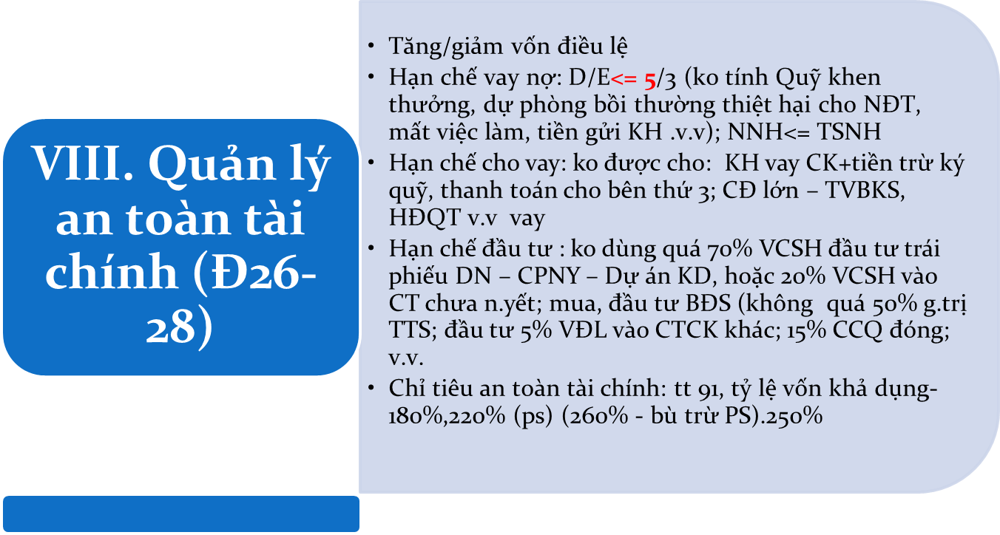 VIII. Quản lý
an toàn tài
chính (Đ26-
28)
• Tăng/giảm vốn điều lệ
• Hạn chế vay nợ: D/E<= 5/3 (ko tính Quỹ khen
thưởng, dự phòng bồi thường thiệt hại cho NĐT,
mất việc làm, tiền gửi KH .v.v); NNH<= TSNH
• Hạn chế cho vay: ko được cho:  KH vay CK+tiền trừ ký
quỹ, thanh toán cho bên thứ 3; CĐ lớn – TVBKS,
HĐQT v.v  vay
• Hạn chế đầu tư : ko dùng quá 70% VCSH đầu tư trái
phiếu DN – CPNY – Dự án KD, hoặc 20% VCSH vào
CT chưa n.yết; mua, đầu tư BĐS (không  quá 50% g.trị
TTS; đầu tư 5% VĐL vào CTCK khác; 15% CCQ đóng;
v.v.
• Chỉ tiêu an toàn tài chính: tt 91, tỷ lệ vốn khả dụng-
180%,220% (ps) (260% - bù trừ PS).250%